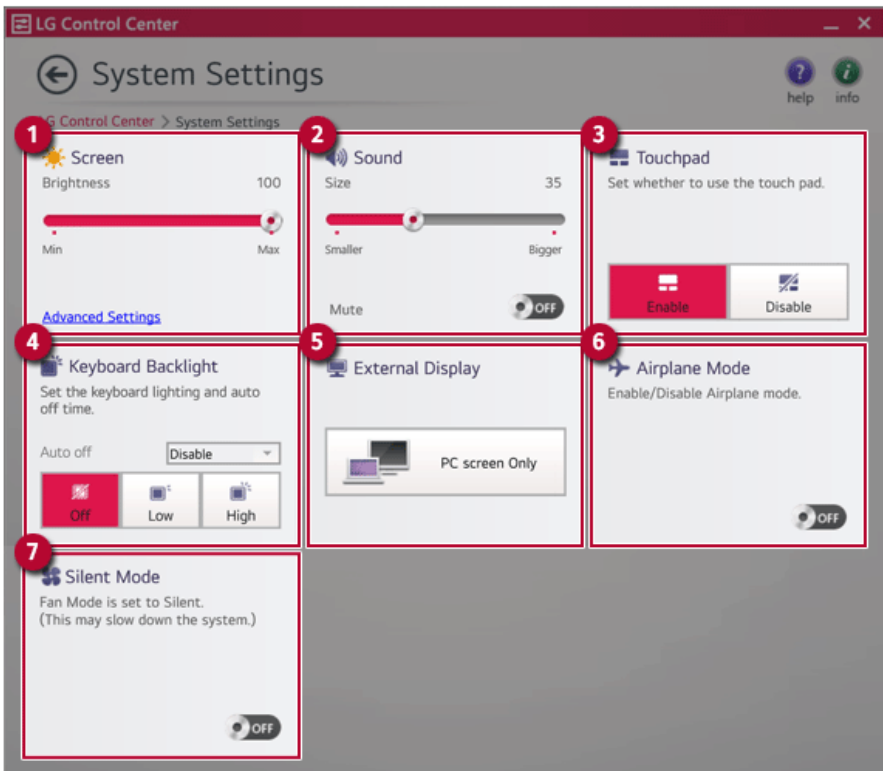 LG Control Center
System Settings
help
info
LG Control Center > System Settings
1
Screen
Brightness 100
Min Max
Advanced Settings
2
Sound
Size 35
Smaller Bigger
Mute OFF
3
Touchpad
Set whether to use the touch pad.
Enable Disable
4
Keyboard Backlight
Set the keyboard lighting and auto
off time.
Auto off Disable
Off Low High
5
External Display
PC screen Only
6
Airplane Mode
Enable/Disable Airplane mode.
OFF
7
Silent Mode
Fan Mode is set to Silent.
(This may slow down the system.)
OFF